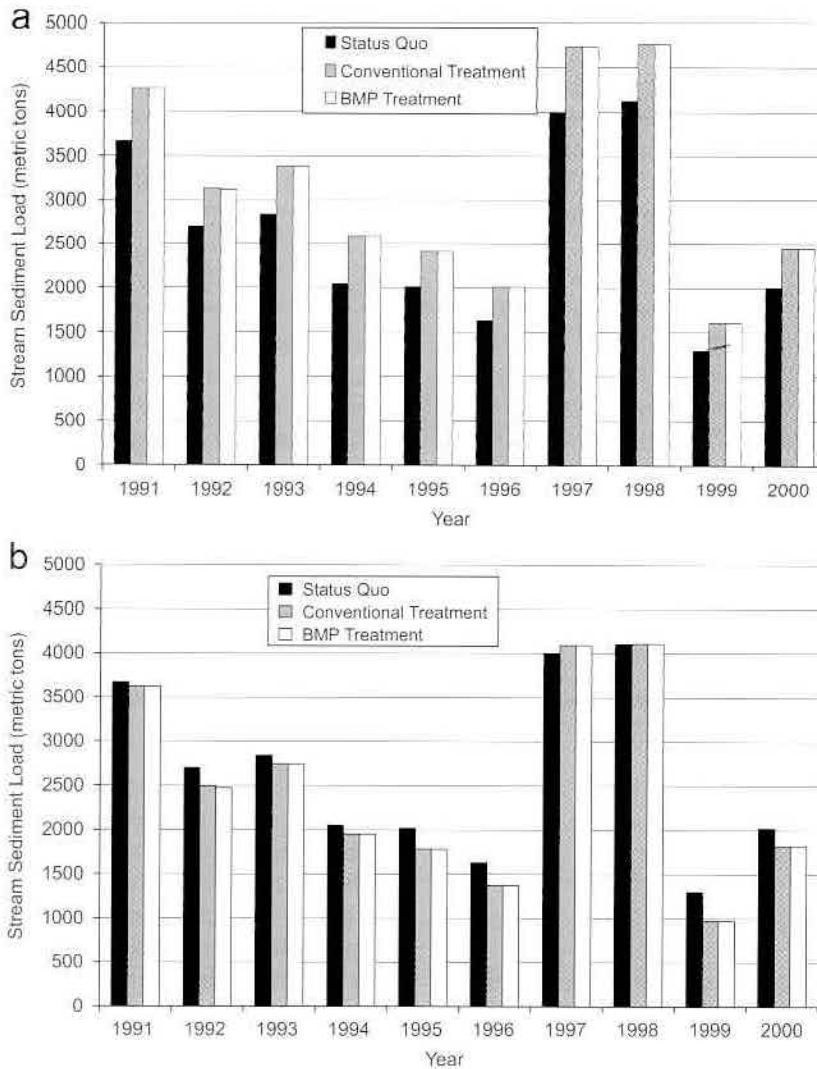 a
5000
4500
4000
3500
3000
2500
2000
1500
1000
500
0
Stream Sediment Load (metric tons)
Status Quo
Conventional Treatment
BMP Treatment
1991 1992 1993 1994 1995 1996 1997 1998 1999 2000
Year
b
5000
4500
4000
3500
3000
2500
2000
1500
1000
500
0
Stream Sediment Load (metric tons)
Status Quo
Conventional Treatment
BMP Treatment
1991 1992 1993 1994 1995 1996 1997 1998 1999 2000
Year